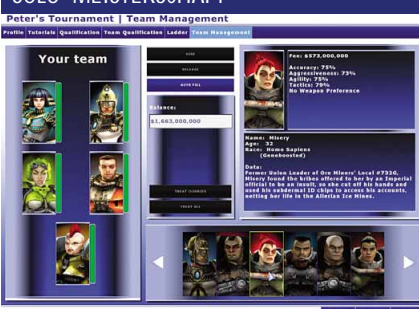 Peter's Tournament | Team Management
Profile Tutorials Qualification Team Qualification Ladder Team Management
Your team
AUTO FILL
Balance:
$1,663,000,000
TREAT INJURIES
TREAT ALL
Fee: $573,000,000
Accuracy: 75%
Aggressiveness: 73%
Agility: 75%
Tactics: 79%
No Weapon Preference
Name: Misery
Age: 32
Race: Homo Sapiens
(Geneboosted)
Data:
Former Union Leader of Ore Miners' Local #7326,
Misery found the bribes offered to her by an Imperial
official to be an insult, so she cut off his hands and
used his subdermal ID chips to access his accounts,
netting her life in the Allerian Ice Mines.